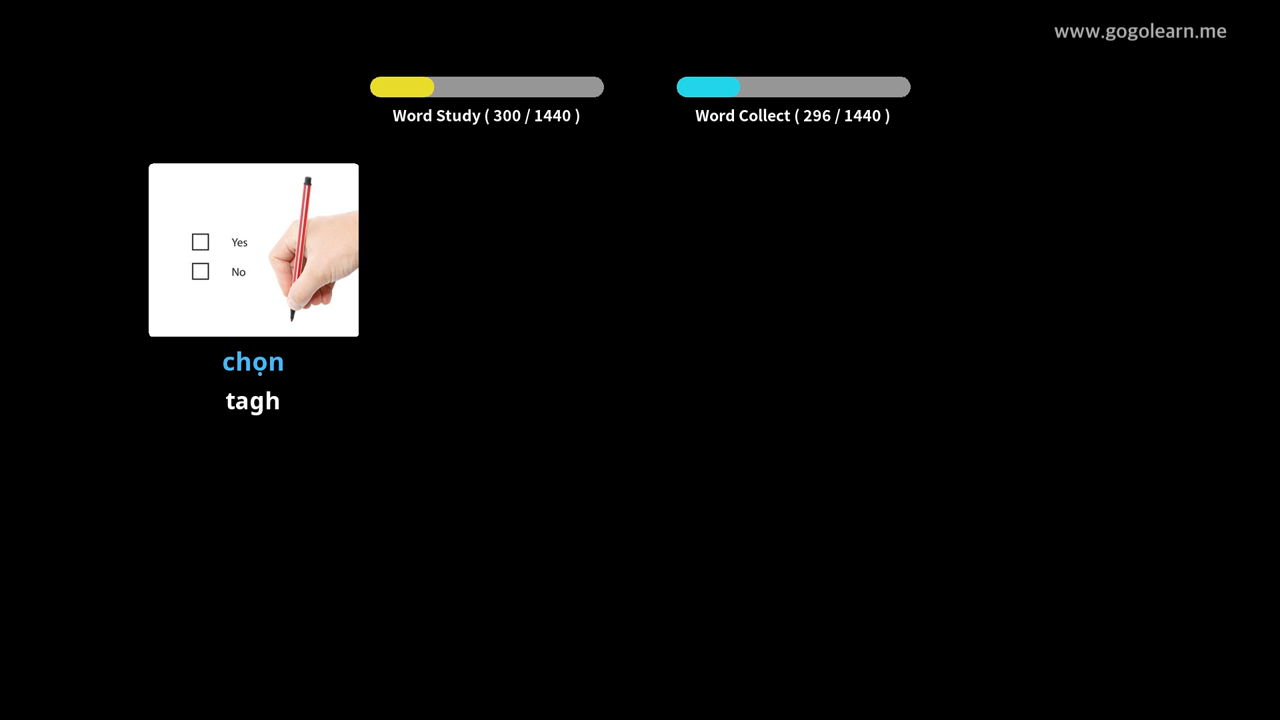 www.gogolearn.me
Word Study ( 300 / 1440 )
Word Collect ( 296 / 1440 )
Yes
No
chọn
tagh